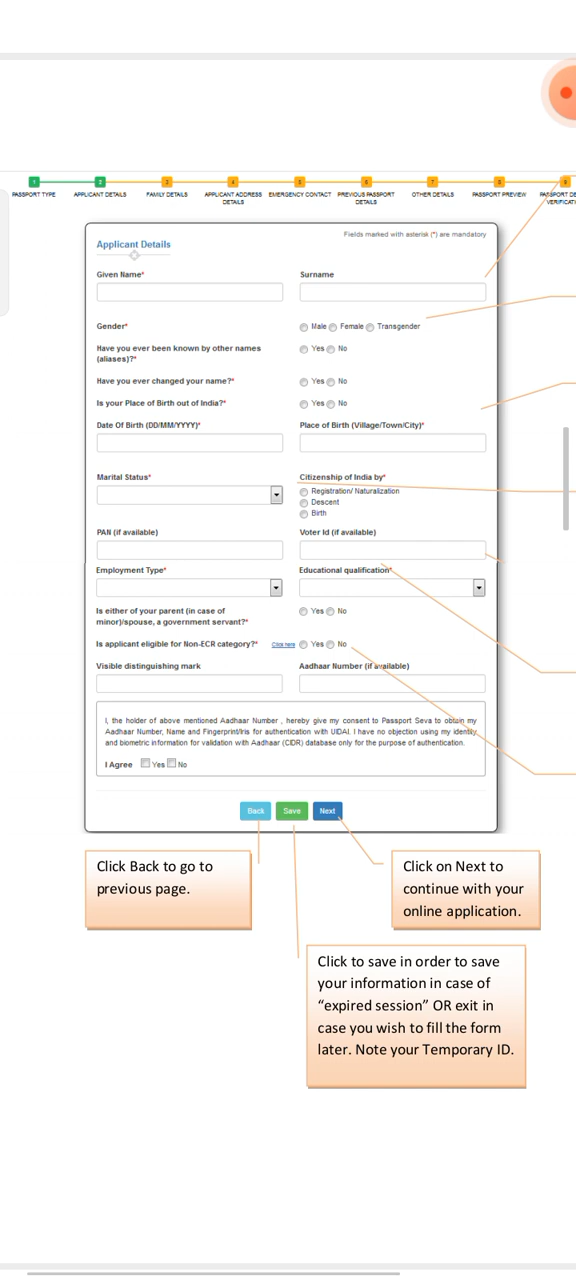 1 2 3 4 5 6 7 8 9
PASSPORT TYPE APPLICANT DETAILS FAMILY DETAILS APPLICANT ADDRESS DETAILS EMERGENCY CONTACT PREVIOUS PASSPORT DETAILS OTHER DETAILS PASSPORT PREVIEW
Fields marked with asterisk (*) are mandatory
Applicant Details
Given Name* Surname
Gender* Male Female Transgender
Have you ever been known by other names Yes No
(aliases)?*
Have you ever changed your name?* Yes No
Is your Place of Birth out of India?* Yes No
Date Of Birth (DD/MM/YYYY)* Place of Birth (Village/Town/City)*
Marital Status* Citizenship of India by*
Registration/ Naturalization
Descent
Birth
PAN (if available) Voter Id (if available)
Employment Type* Educational qualification*
Is either of your parent (in case of Yes No
minor)/spouse, a government servant?*
Is applicant eligible for Non-ECR category?* Click here Yes No
Visible distinguishing mark Aadhaar Number (if available)
I, the holder of above mentioned Aadhaar Number , hereby give my consent to Passport Seva to obtain my
Aadhaar Number, Name and Fingerprint/Iris for authentication with UIDAI. I have no objection using my identity
and biometric information for validation with Aadhaar (CIDR) database only for the purpose of authentication.
I Agree Yes No
Back Save Next
Click Back to go to
previous page.
Click on Next to
continue with your
online application.
Click to save in order to save
your information in case of
“expired session” OR exit in
case you wish to fill the form
later. Note your Temporary ID.